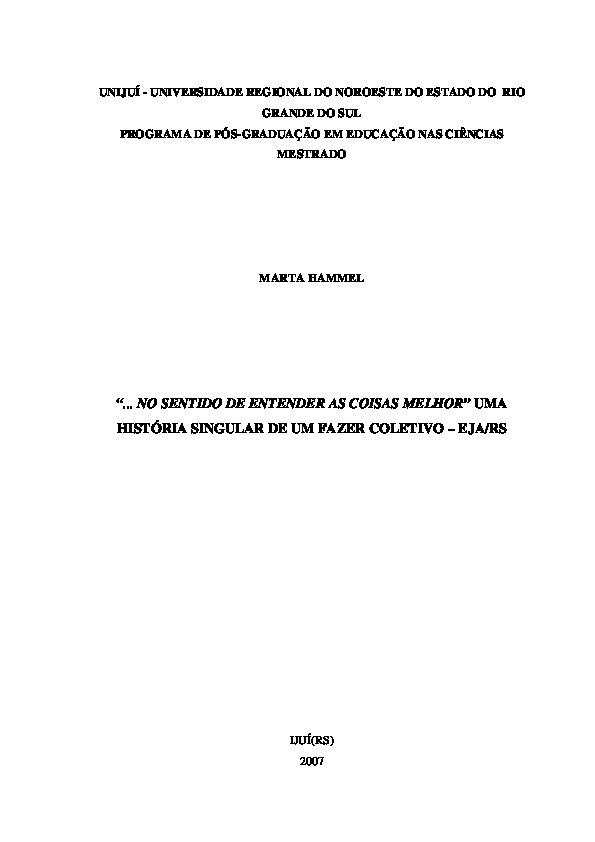 UNIJUÍ - UNIVERSIDADE REGIONAL DO NOROESTE DO ESTADO DO RIO
GRANDE DO SUL
PROGRAMA DE PÓS-GRADUAÇÃO EM EDUCAÇÃO NAS CIÊNCIAS
MESTRADO
MARTA HAMMEL
“... NO SENTIDO DE ENTENDER AS COISAS MELHOR” UMA
HISTÓRIA SINGULAR DE UM FAZER COLETIVO – EJA/RS
IJUÍ(RS)
2007